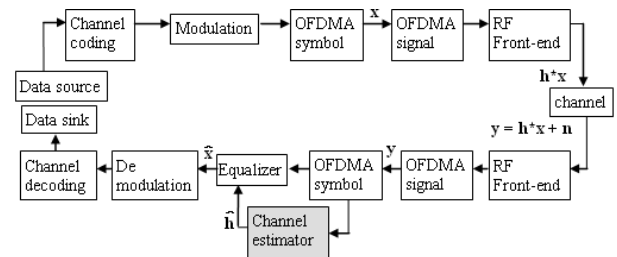 Channel
coding
Modulation
OFDMA
symbol
x
OFDMA
signal
RF
Front-end
h*x
channel
y = h*x + n
Data source
Data sink
Channel
decoding
De
modulation
x̂
Equalizer
ĥ
OFDMA
symbol
y
OFDMA
signal
RF
Front-end
Channel
estimator